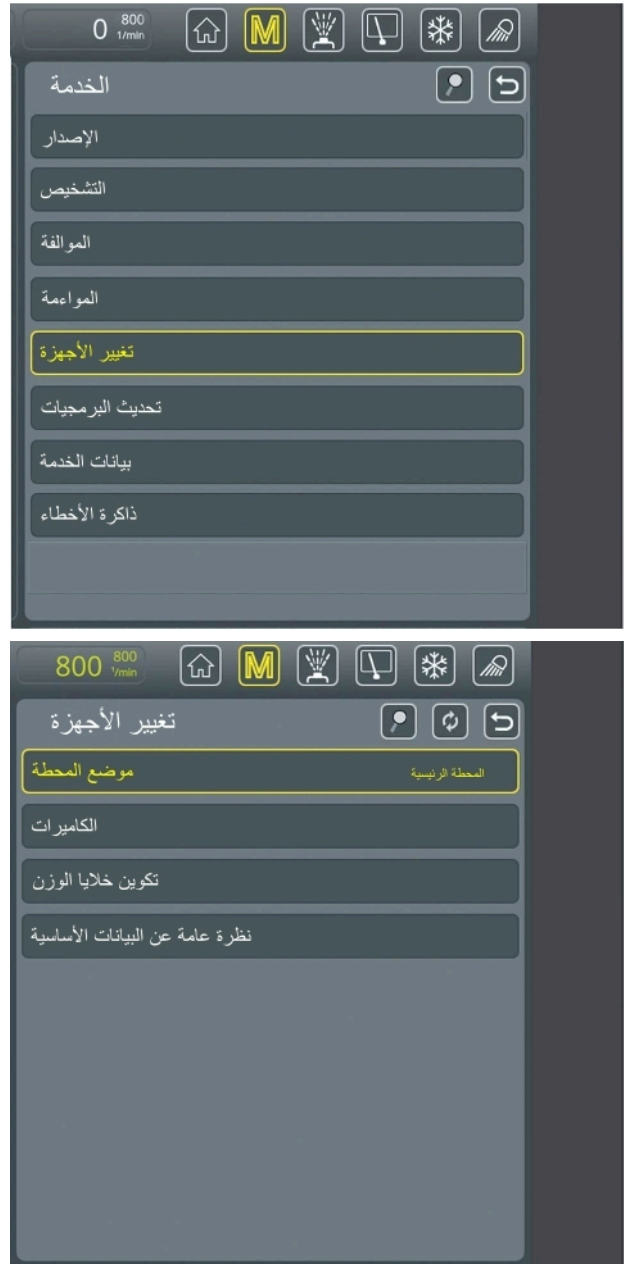 0 800 1/min
M
الخدمة
الإصدار
التشخيص
الموالفة
المواءمة
تغيير الأجهزة
تحديث البرمجيات
بيانات الخدمة
ذاكرة الأخطاء
800 800 1/min
M
تغيير الأجهزة
موضع المحطة المحطة الرئيسية
الكاميرات
تكوين خلايا الوزن
نظرة عامة عن البيانات الأساسية